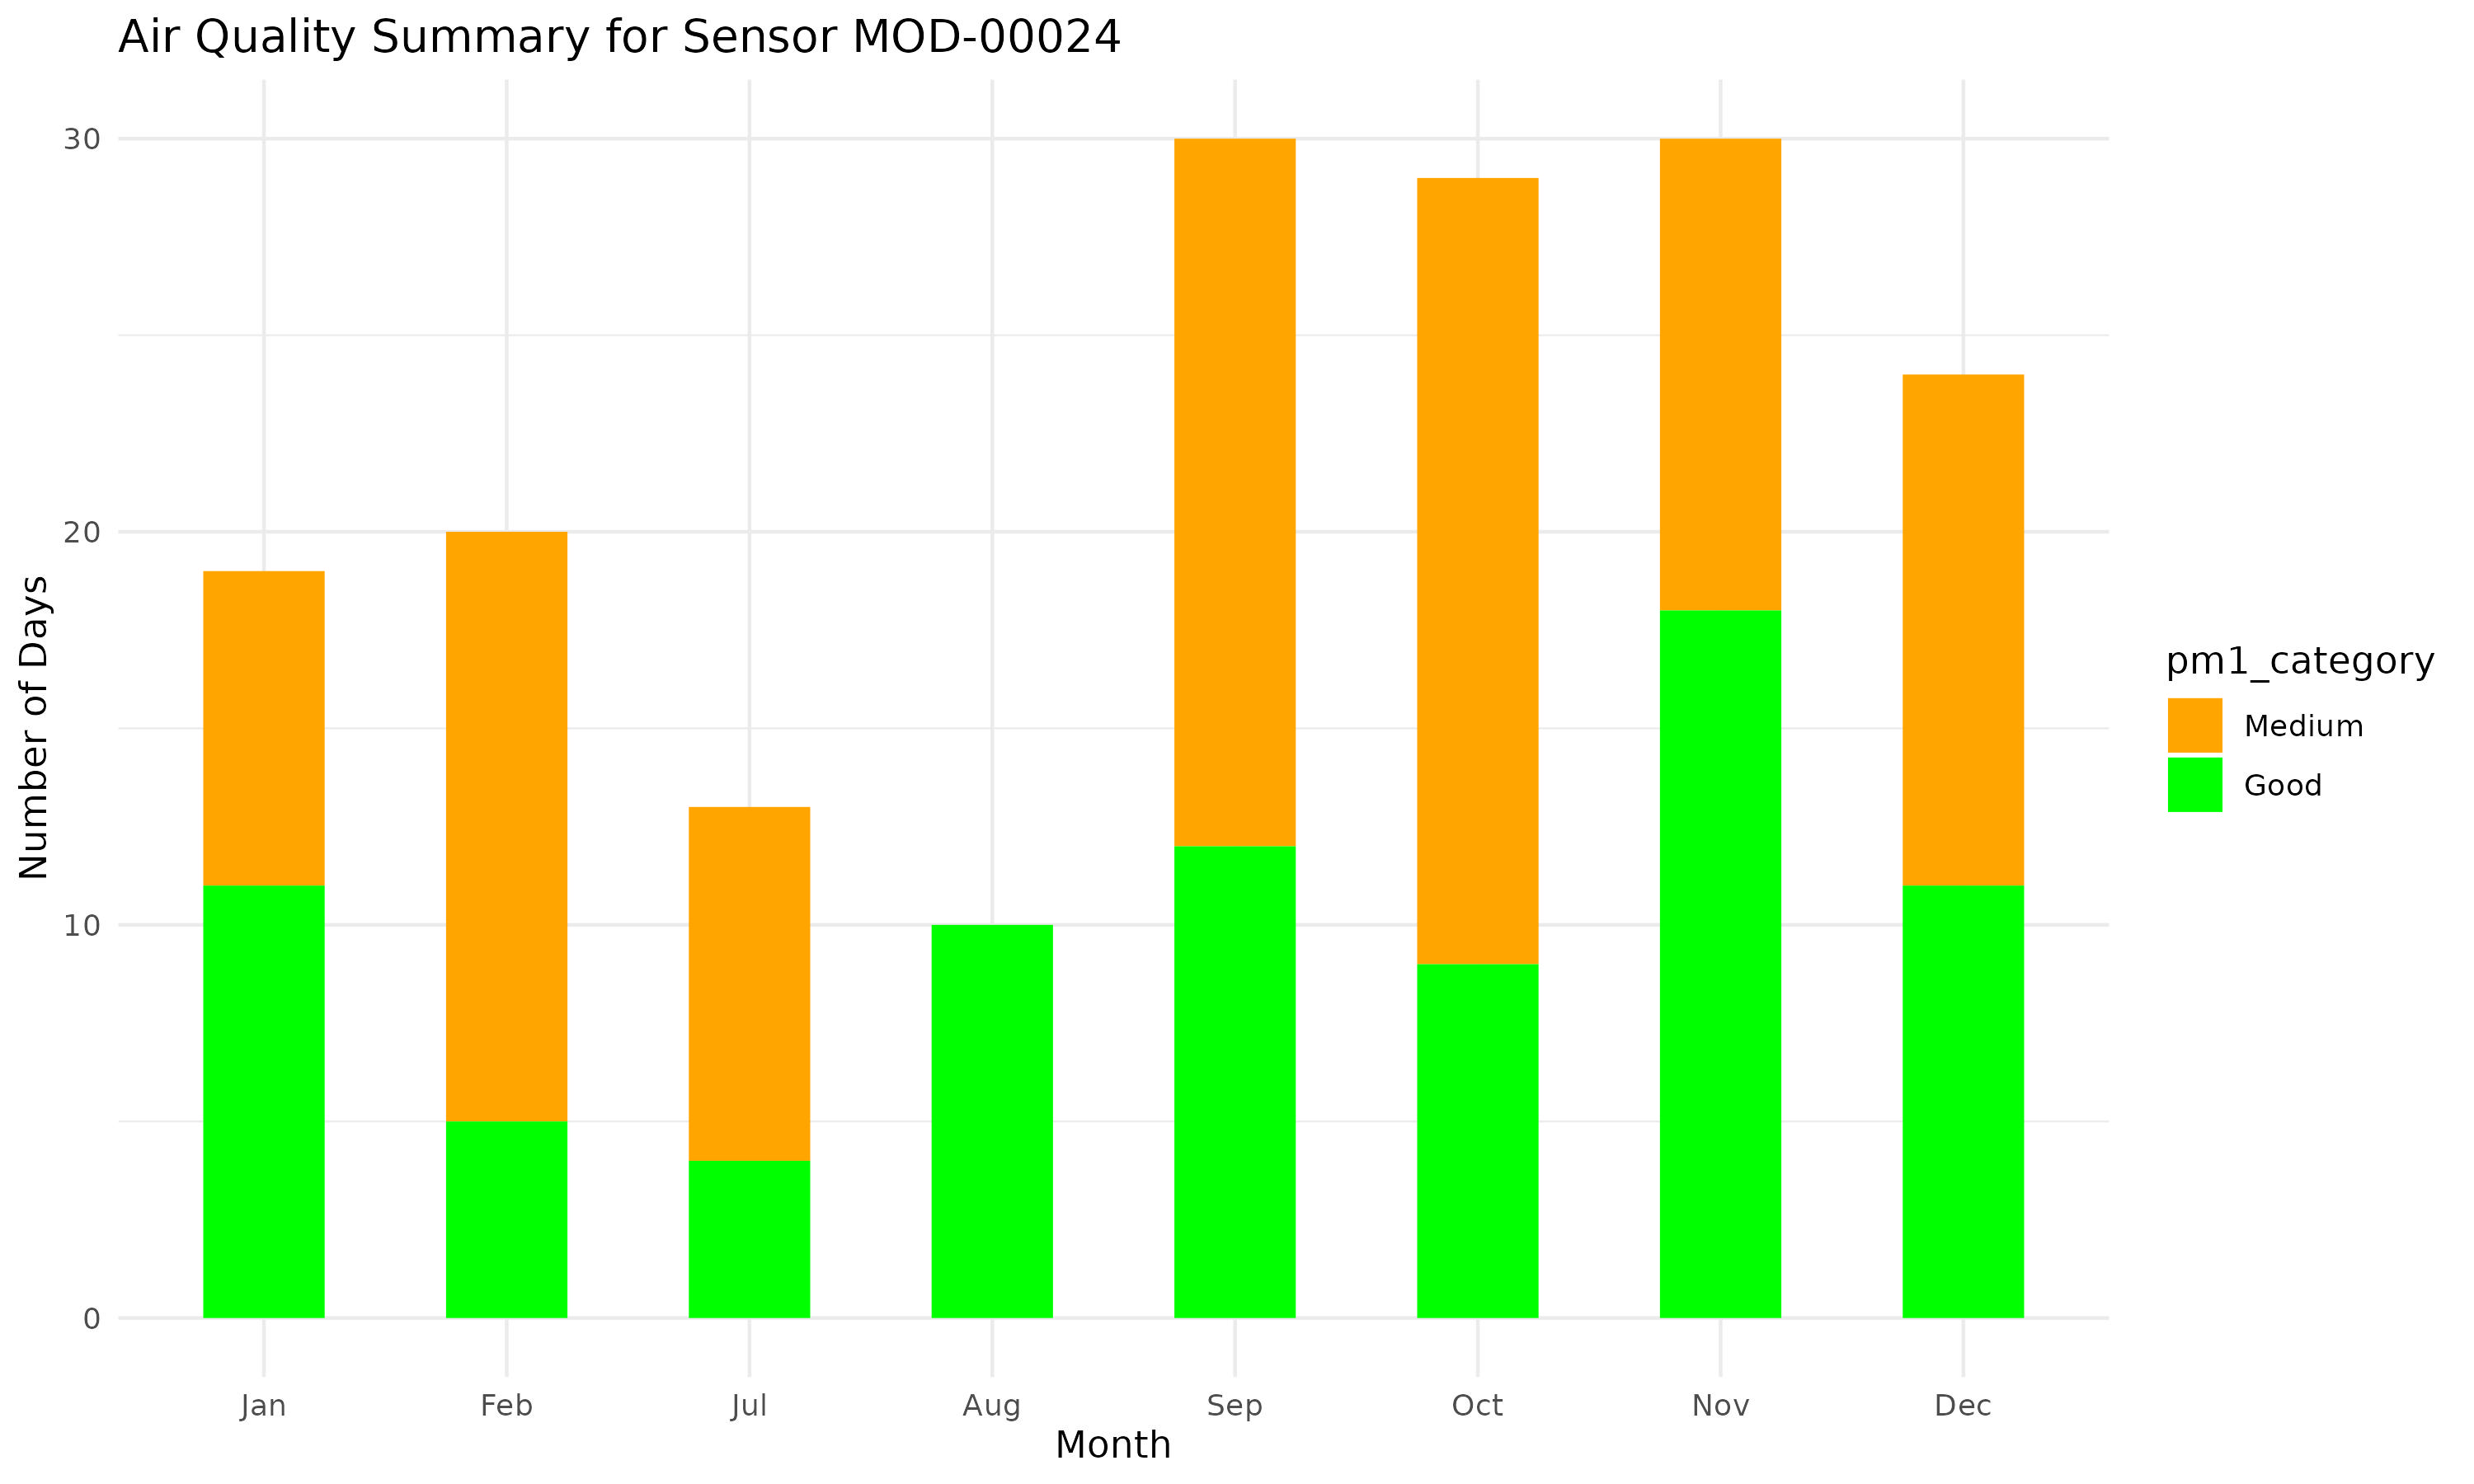 Air Quality Summary for Sensor MOD-00024
30
20
10
0
Number of Days
Jan Feb Jul Aug Sep Oct Nov Dec
Month
pm1_category
Medium
Good